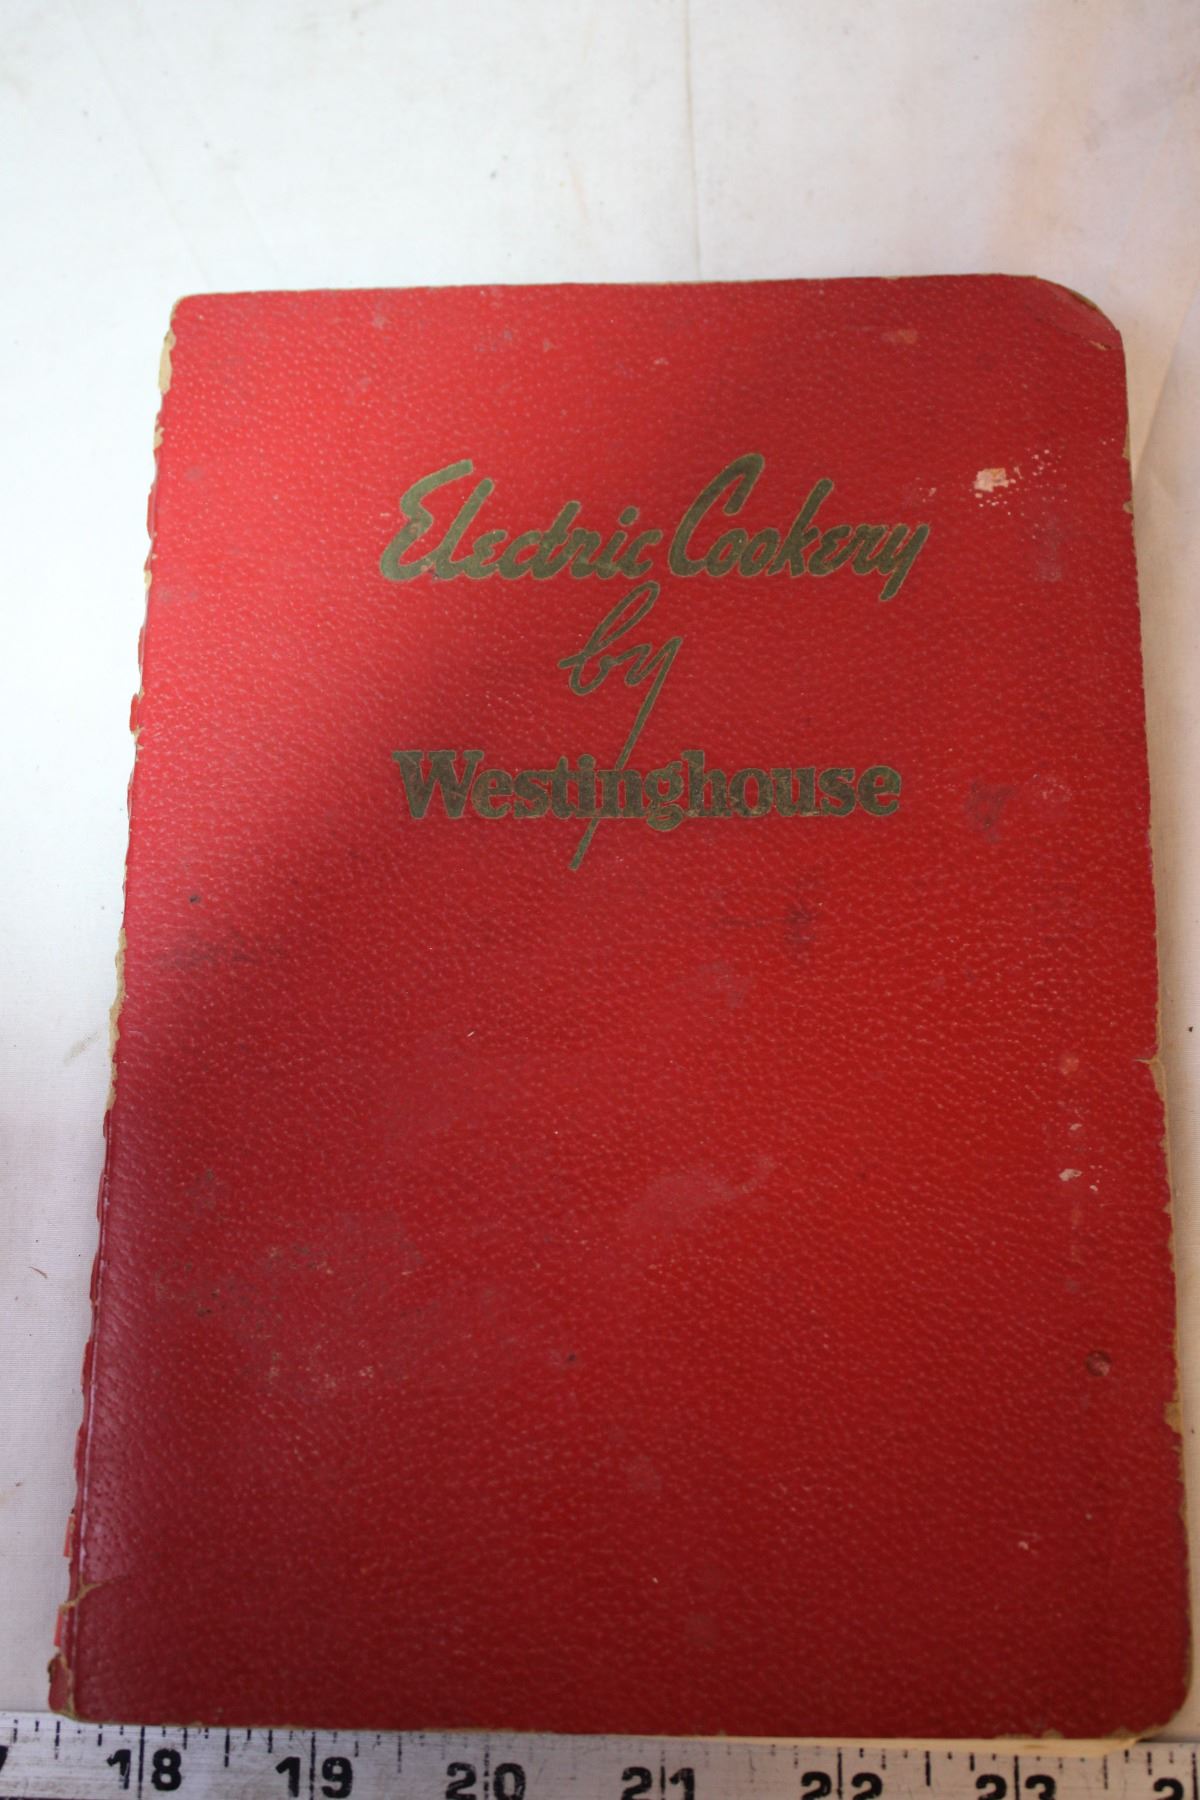 Electric Cookery
by
Westinghouse
18 19 20 21 22 23